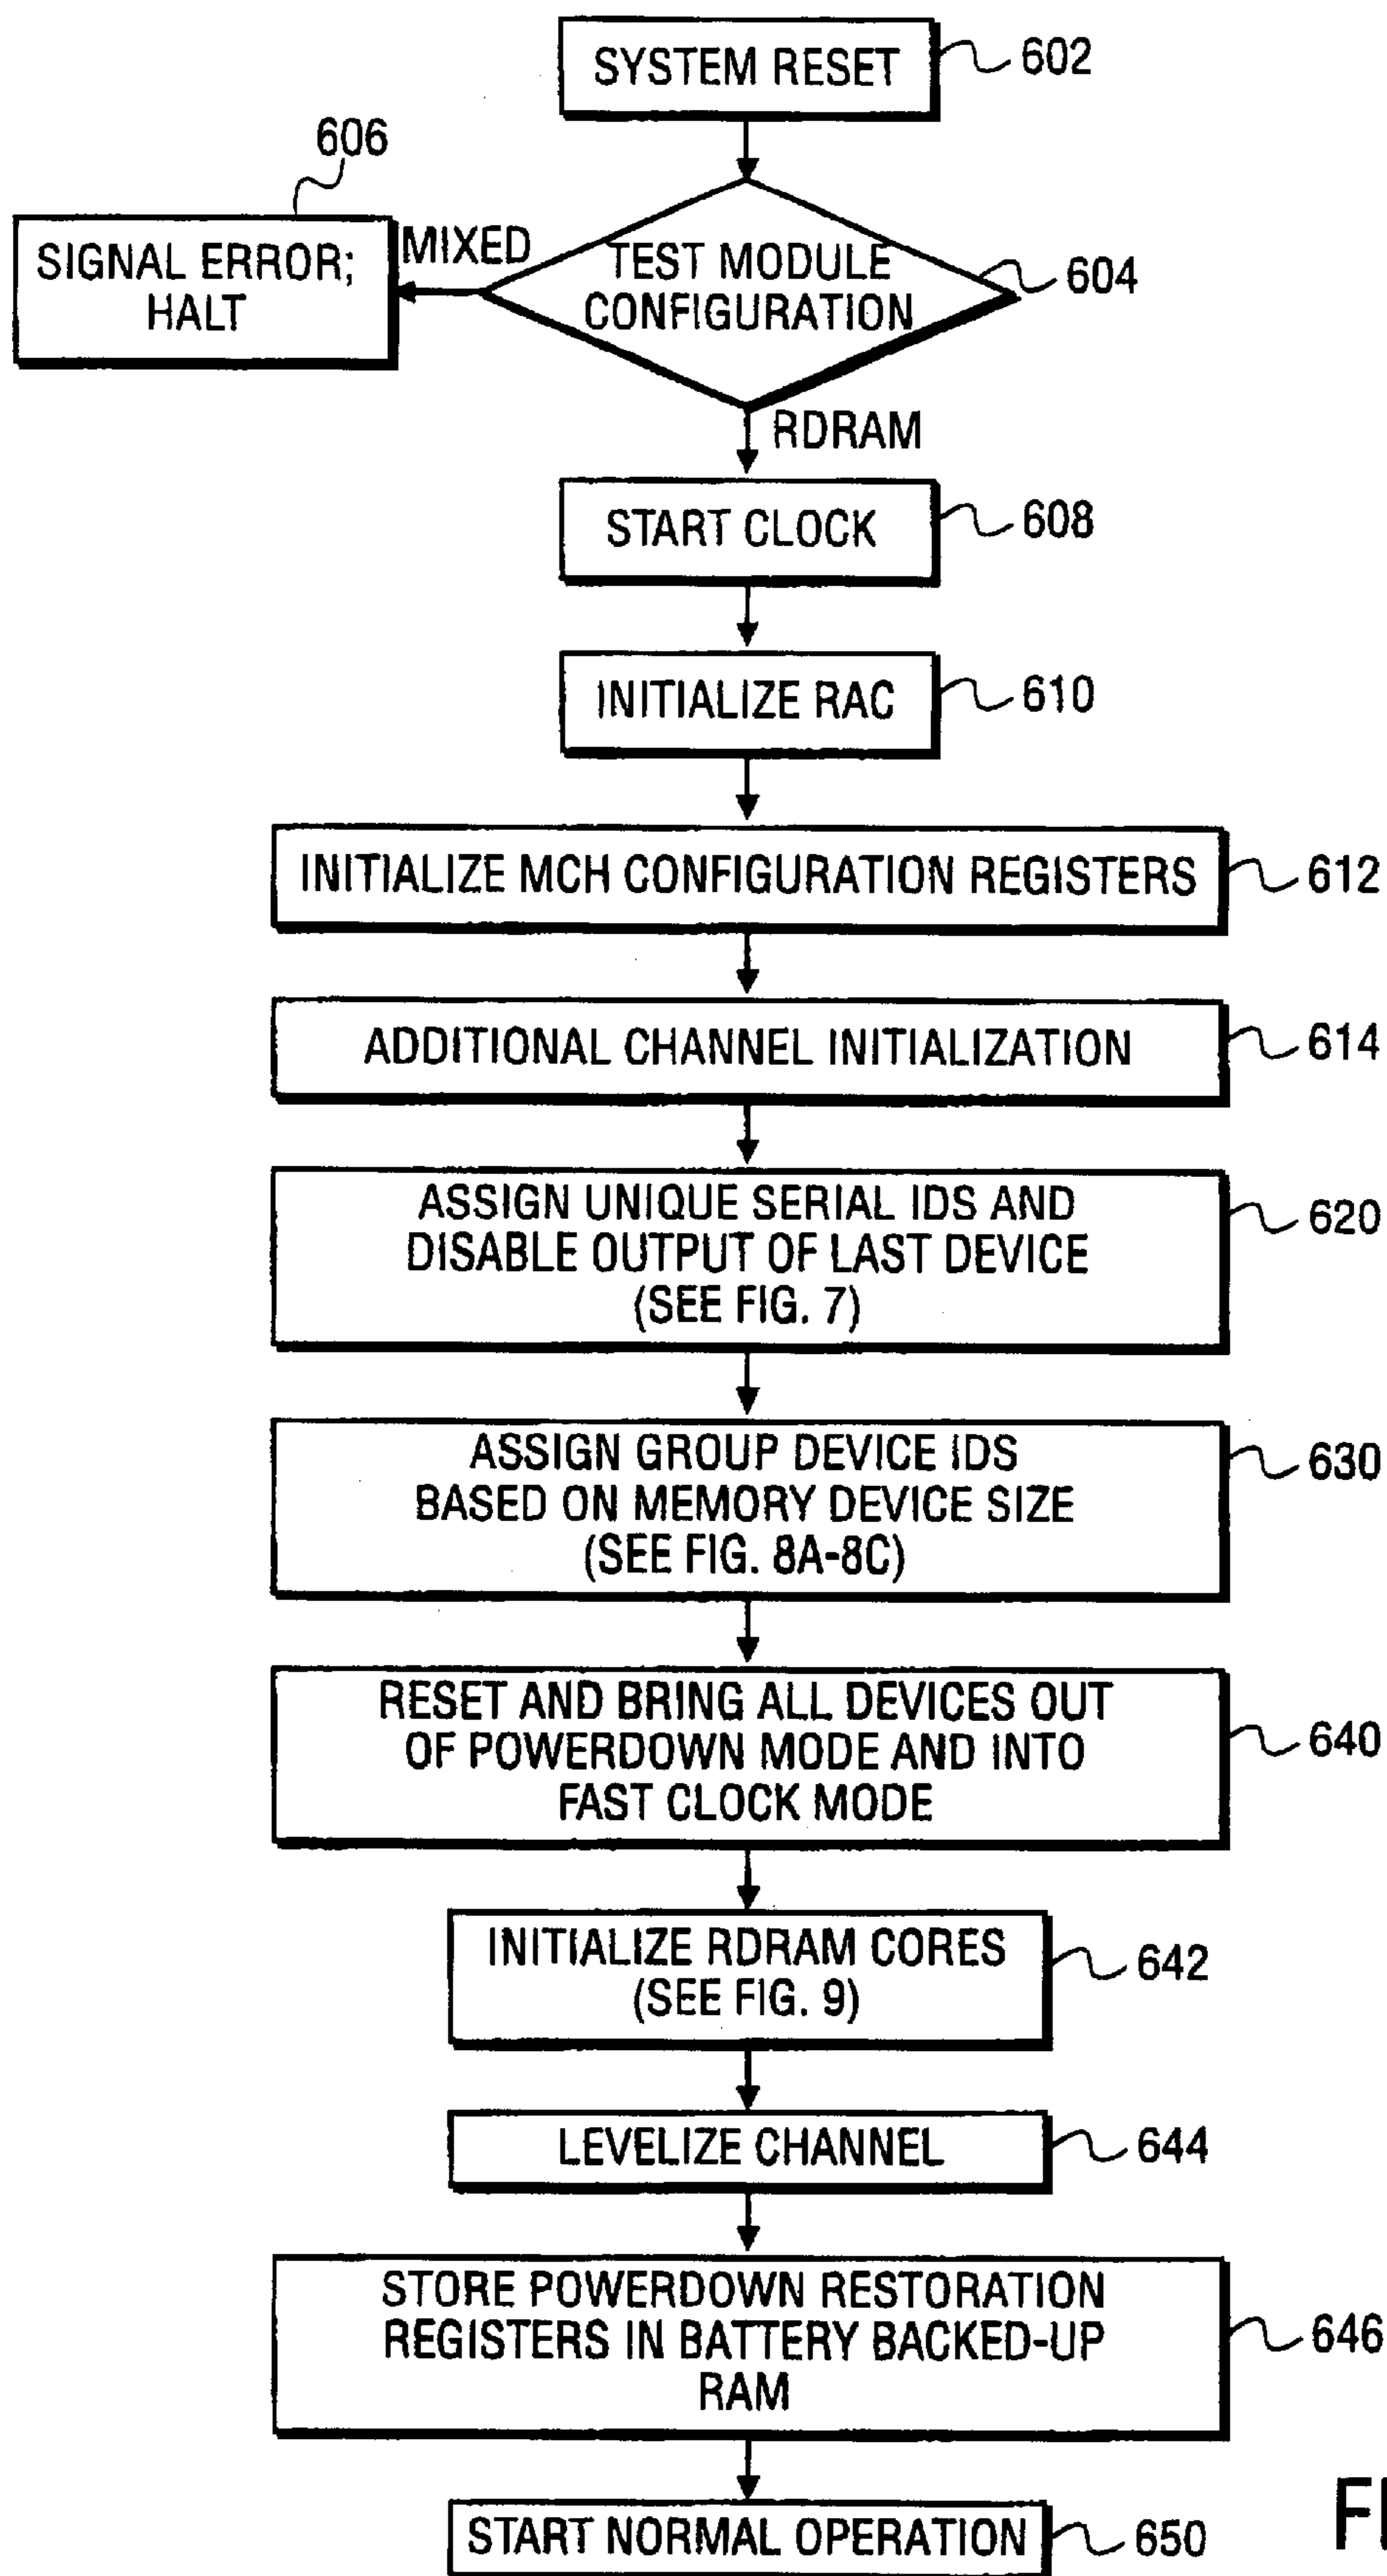 SYSTEM RESET
602
606
SIGNAL ERROR;
HALT
MIXED
TEST MODULE
CONFIGURATION
604
RDRAM
START CLOCK
608
INITIALIZE RAC
610
INITIALIZE MCH CONFIGURATION REGISTERS
612
ADDITIONAL CHANNEL INITIALIZATION
614
ASSIGN UNIQUE SERIAL IDS AND
DISABLE OUTPUT OF LAST DEVICE
(SEE FIG. 7)
620
ASSIGN GROUP DEVICE IDS
BASED ON MEMORY DEVICE SIZE
(SEE FIG. 8A-8C)
630
RESET AND BRING ALL DEVICES OUT
OF POWERDOWN MODE AND INTO
FAST CLOCK MODE
640
INITIALIZE RDRAM CORES
(SEE FIG. 9)
642
LEVELIZE CHANNEL
644
STORE POWERDOWN RESTORATION
REGISTERS IN BATTERY BACKED-UP
RAM
646
START NORMAL OPERATION
650